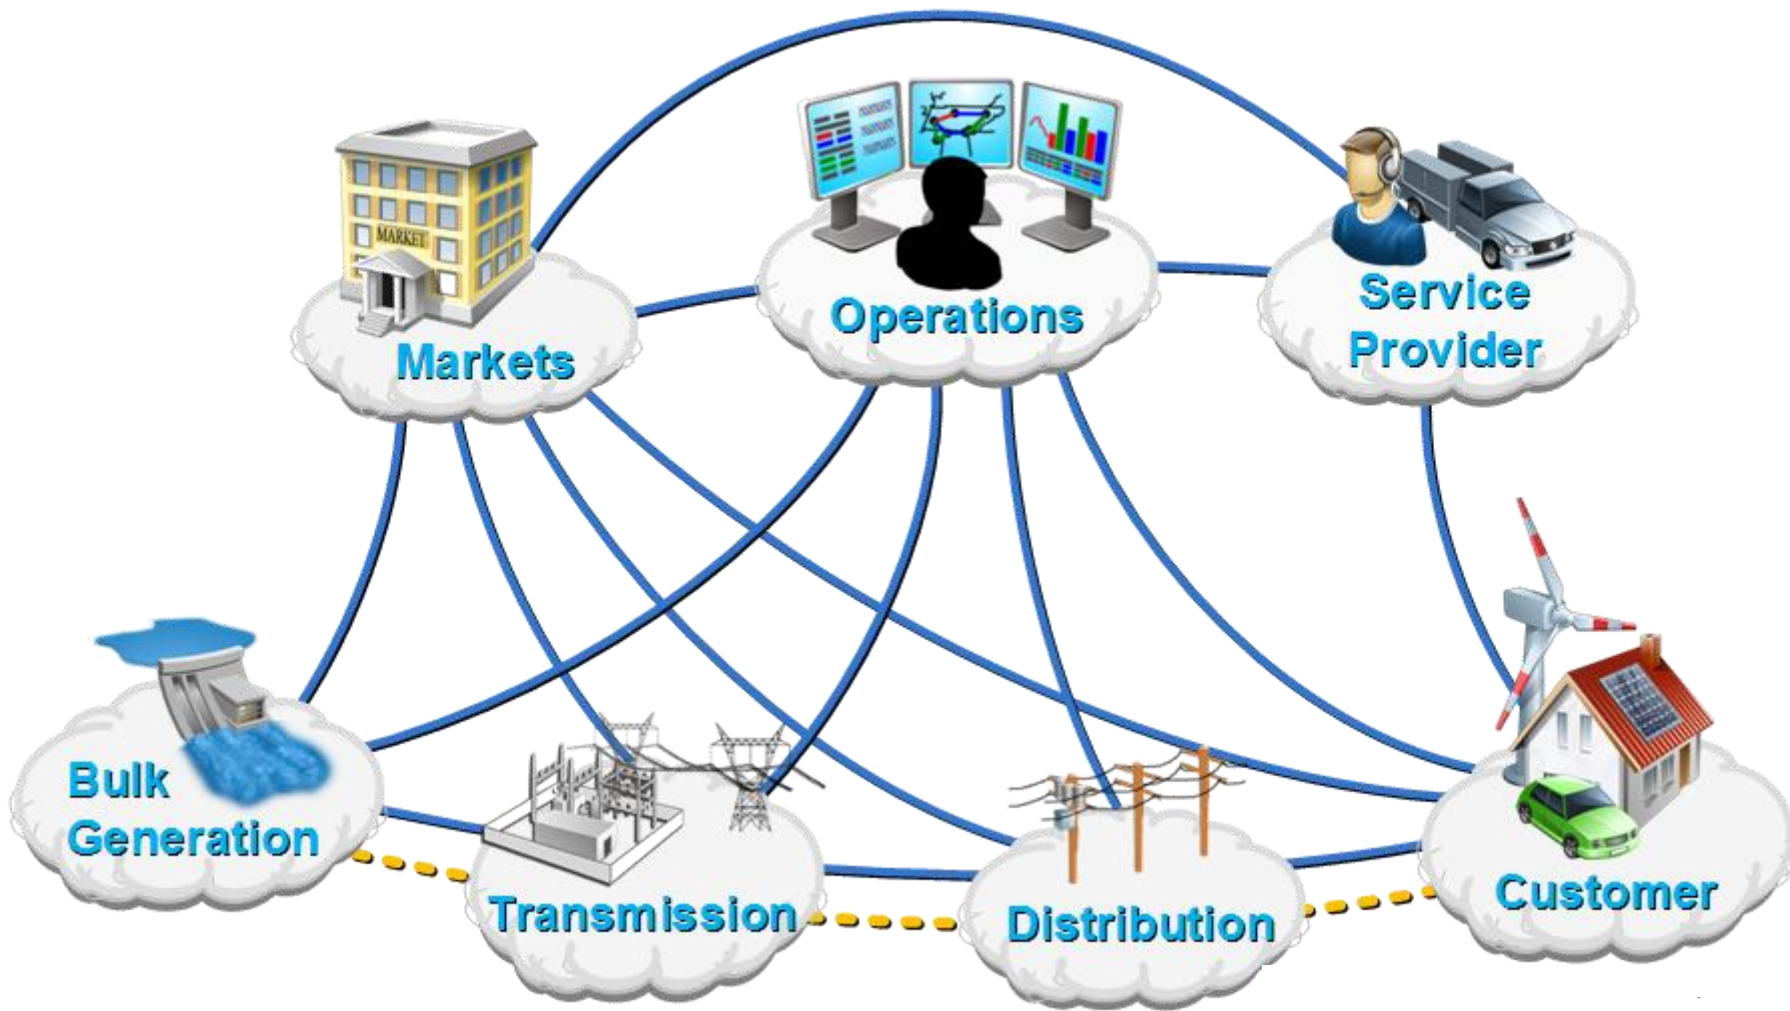 MARKET
Markets
Operations
Service
Provider
Bulk
Generation
Transmission
Distribution
Customer